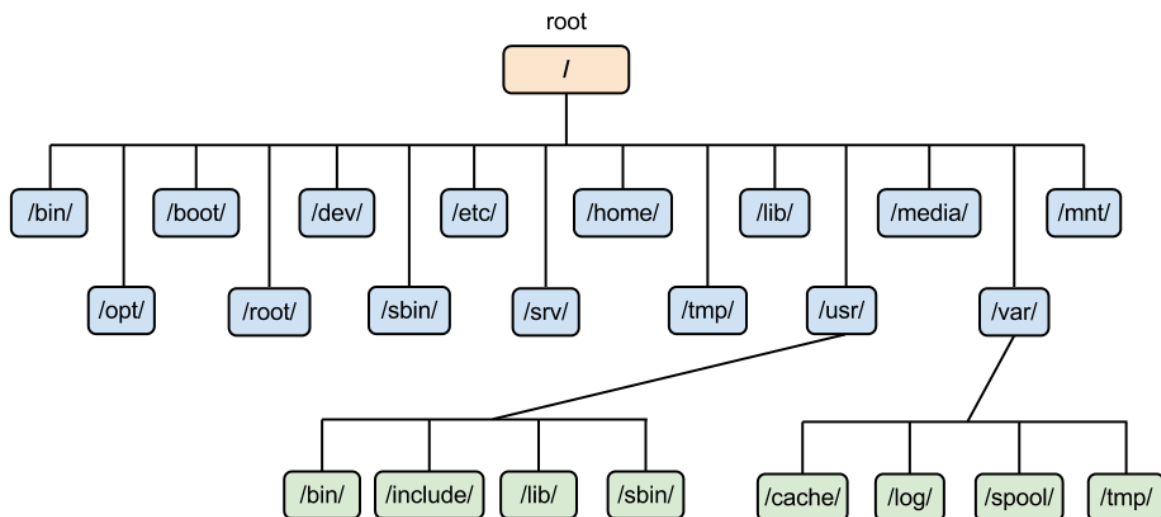 root
/
/bin/ /boot/ /dev/ /etc/ /home/ /lib/ /media/ /mnt/
/opt/ /root/ /sbin/ /srv/ /tmp/ /usr/ /var/
/bin/ /include/ /lib/ /sbin/ /cache/ /log/ /spool/ /tmp/